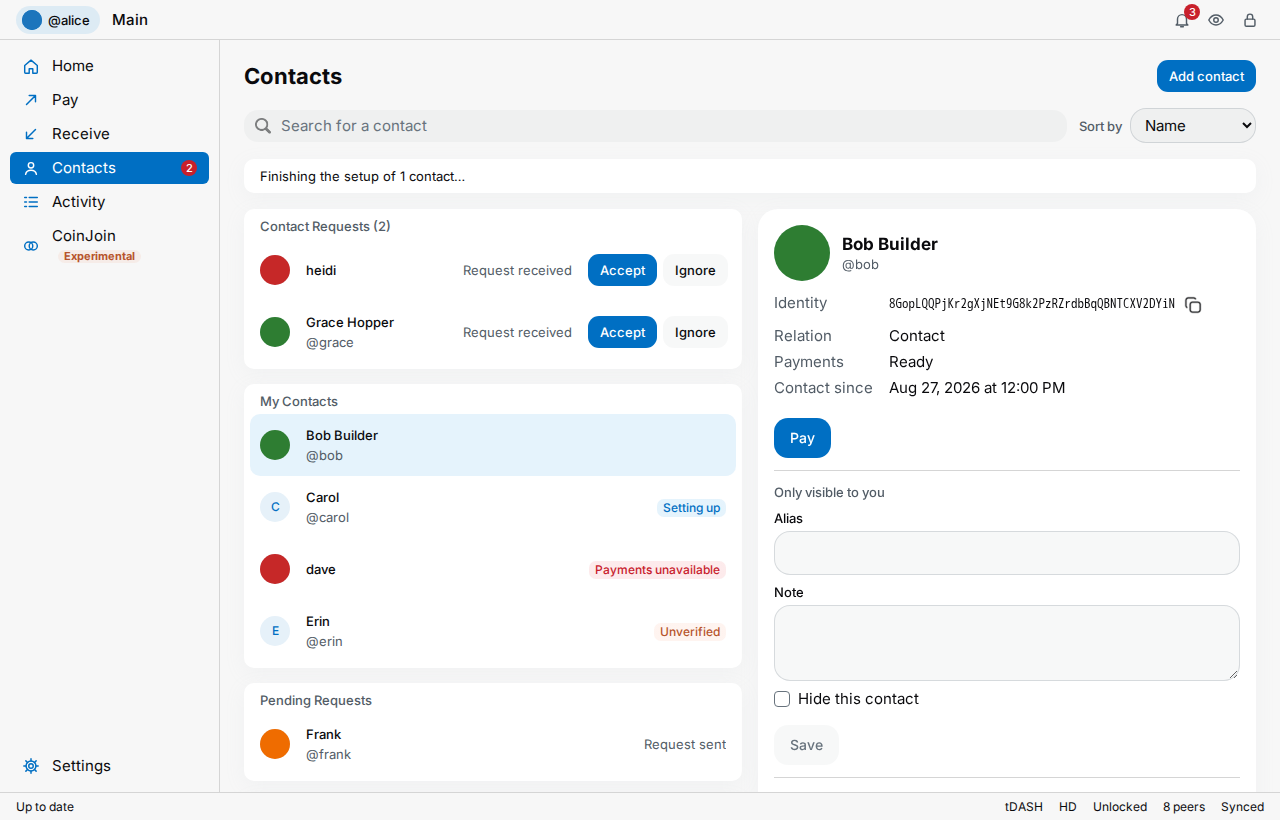 @alice
Main
3
Home
Pay
Receive
Contacts
2
Activity
CoinJoin
Experimental
Settings
Contacts
Add contact
Search for a contact
Sort by
Name
Finishing the setup of 1 contact…
Contact Requests (2)
heidi
Request received
Accept
Ignore
Grace Hopper
@grace
Request received
Accept
Ignore
My Contacts
Bob Builder
@bob
C
Carol
@carol
Setting up
dave
Payments unavailable
E
Erin
@erin
Unverified
Pending Requests
Frank
@frank
Request sent
Bob Builder
@bob
Identity
8GopLQQPjKr2gXjNEt9G8k2PzRZrdbBqQBNTCXV2DYiN
Relation
Contact
Payments
Ready
Contact since
Aug 27, 2026 at 12:00 PM
Pay
Only visible to you
Alias
Note
Hide this contact
Save
Up to date
tDASH
HD
Unlocked
8 peers
Synced